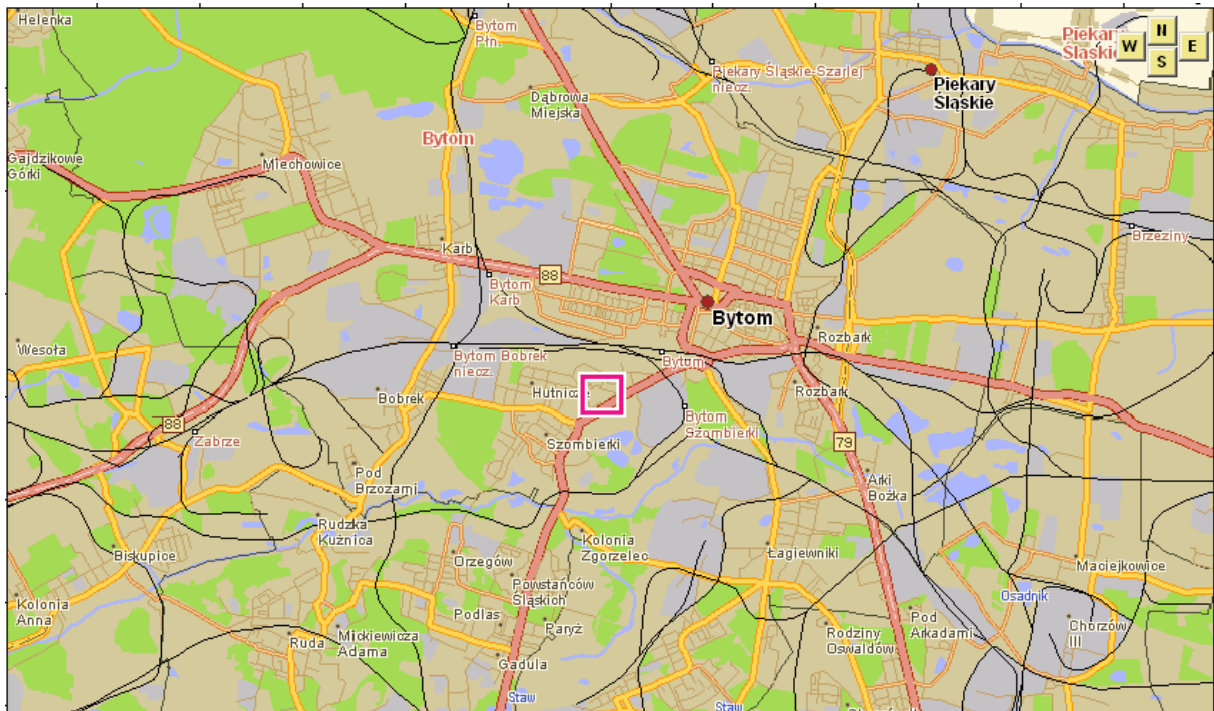 Helenka
Bytom
Płn.
Piekary
Śląskie
N
W
E
S
Piekary Śląskie-Szarlej
niecz.
Piekary
Śląskie
Dąbrowa
Miejska
Bytom
Gajdzikowe
Górki
Miechowice
Brzeziny
Karb
88
Bytom
Karb
Bytom
Rozbark
Wesoła
Bytom Bobrek
niecz.
Bytom
Bobrek
Hutnicze
Rozbark
88
Zabrze
Bytom
Szombierki
Szombierki
79
Pod
Brzozami
Arki
Bożka
Rudzka
Kuźnica
Biskupice
Orzegów
Kolonia
Zgorzelec
Łagiewniki
Maciejkowice
Powstańców
Śląskich
Osadnik
Kolonia
Anna
Podlas
Paryż
Pod
Arkadami
Chorzów
III
Ruda
Mickiewicza
Adama
Rodziny
Oswaldów
Gadula
Staw
Staw